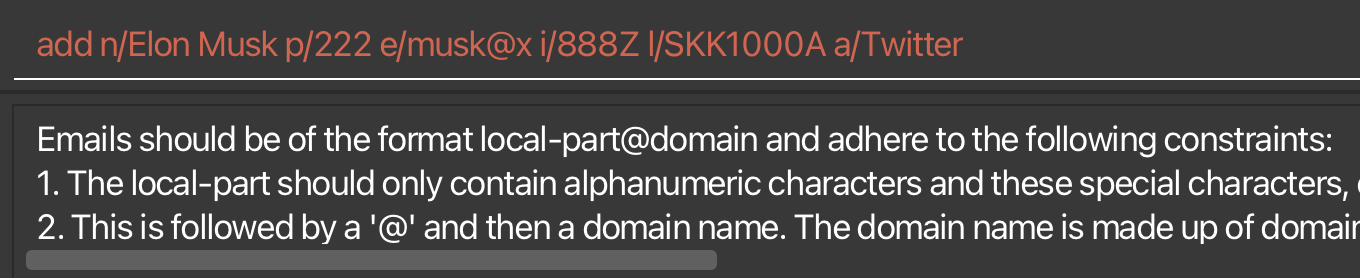 add n/Elon Musk p/222 e/musk@x i/888Z l/SKK1000A a/Twitter
Emails should be of the format local-part@domain and adhere to the following constraints:
1. The local-part should only contain alphanumeric characters and these special characters,
2. This is followed by a '@' and then a domain name. The domain name is made up of domain